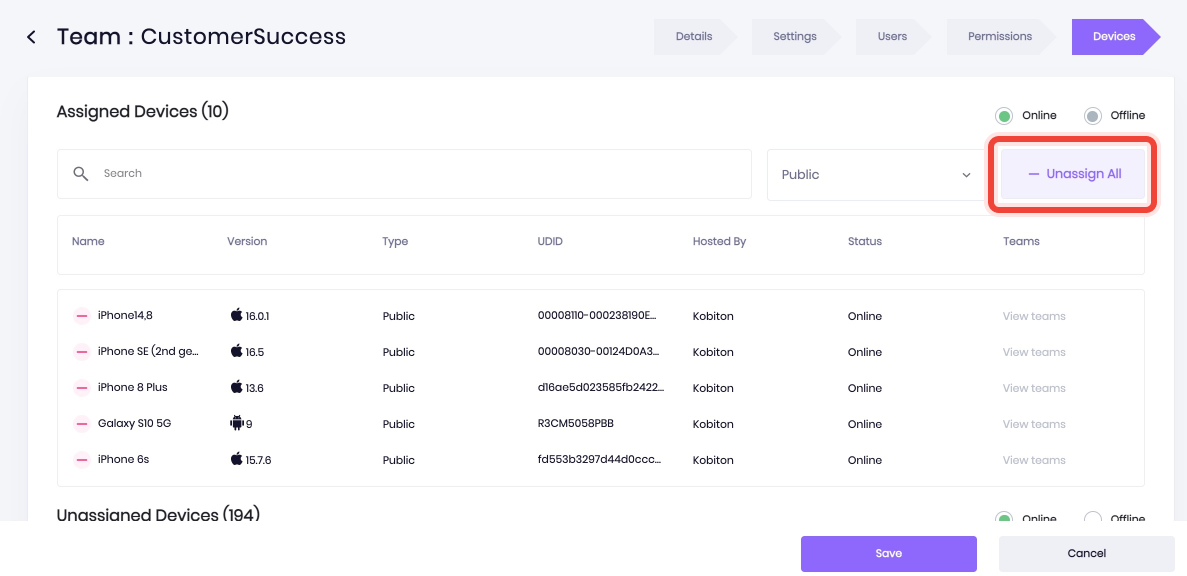 Team : CustomerSuccess
Details Settings Users Permissions Devices
Assigned Devices (10)
Online Offline
Search Public — Unassign All
Name Version Type UDID Hosted By Status Teams
iPhone14,8 16.0.1 Public 00008110-000238190E... Kobiton Online View teams
iPhone SE (2nd ge... 16.5 Public 00008030-00124D0A3... Kobiton Online View teams
iPhone 8 Plus 13.6 Public d16ae5d023585fb2422... Kobiton Online View teams
Galaxy S10 5G 9 Public R3CM5058PBB Kobiton Online View teams
iPhone 6s 15.7.6 Public fd553b3297d44d0ccc... Kobiton Online View teams
Unassigned Devices (194)
Online Offline
Save Cancel